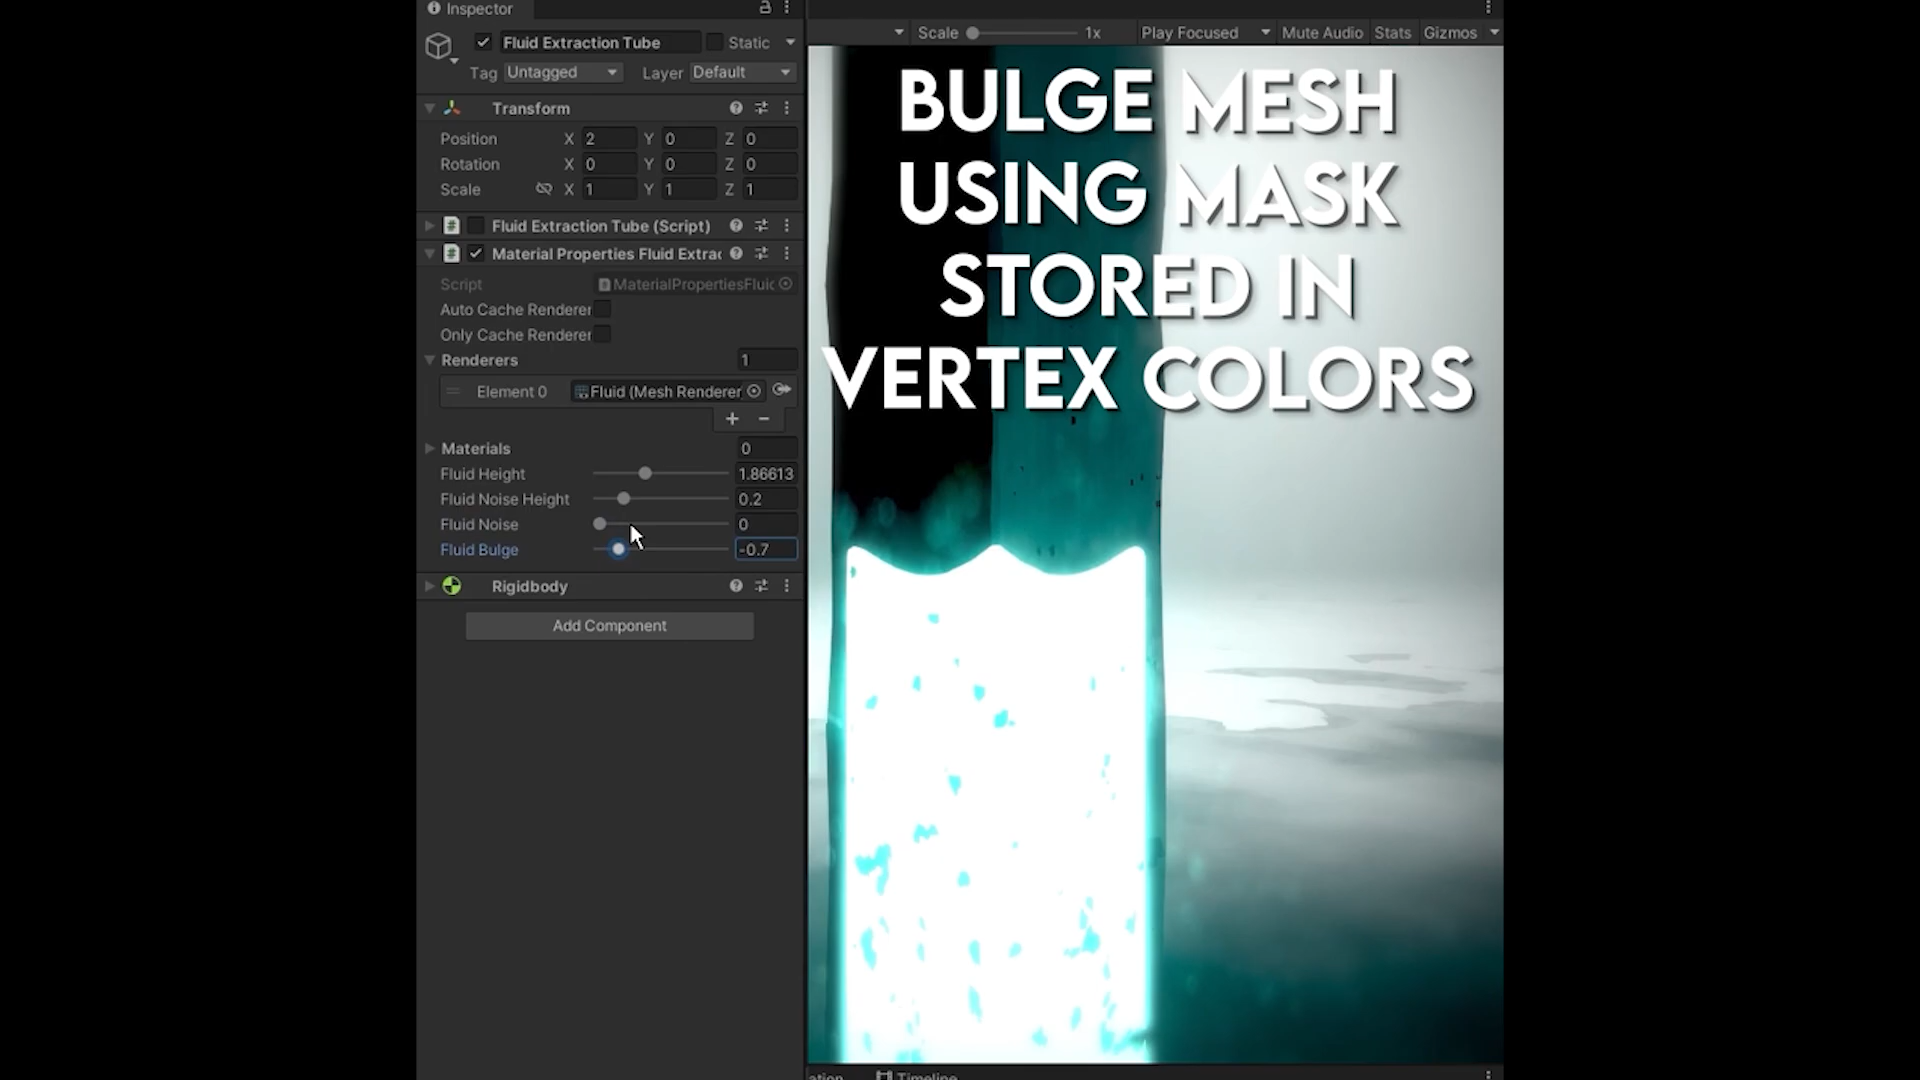 Inspector
Fluid Extraction Tube
Static
Tag Untagged Layer Default
Transform
Position X 2 Y 0 Z 0
Rotation X 0 Y 0 Z 0
Scale X 1 Y 1 Z 1
# Fluid Extraction Tube (Script)
# Material Properties Fluid Extrac
Script MaterialPropertiesFluid
Auto Cache Renderer
Only Cache Renderer
Renderers 1
Element 0 Fluid (Mesh Renderer
+ −
Materials 0
Fluid Height 1.86613
Fluid Noise Height 0.2
Fluid Noise 0
Fluid Bulge -0.7
Rigidbody
Add Component
Scale 1x Play Focused Mute Audio Stats Gizmos
BULGE MESH
USING MASK
STORED IN
VERTEX COLORS
Timeline